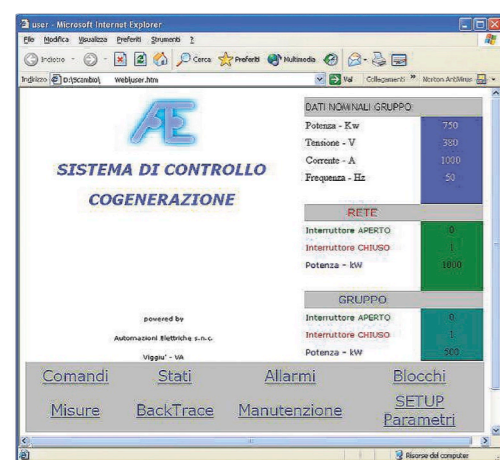 user - Microsoft Internet Explorer
File Modifica Visualizza Preferiti Strumenti ?
Indietro Cerca Preferiti Multimedia
Indirizzo D:\Scambio\ Web\user.htm Vai Collegamenti » Norton AntiVirus
AE
SISTEMA DI CONTROLLO
COGENERAZIONE
powered by
Automazioni Elettriche s.n.c.
Viggiu' - VA
DATI NOMINALI GRUPPO
Potenza - Kw 750
Tensione - V 380
Corrente - A 1000
Frequenza - Hz 50
RETE
Interruttore APERTO 0
Interruttore CHIUSO 1
Potenza - kW 1000
GRUPPO
Interruttore APERTO 0
Interruttore CHIUSO 1
Potenza - kW 500
Comandi Stati Allarmi Blocchi
Misure BackTrace Manutenzione SETUP
Parametri
Risorse del computer